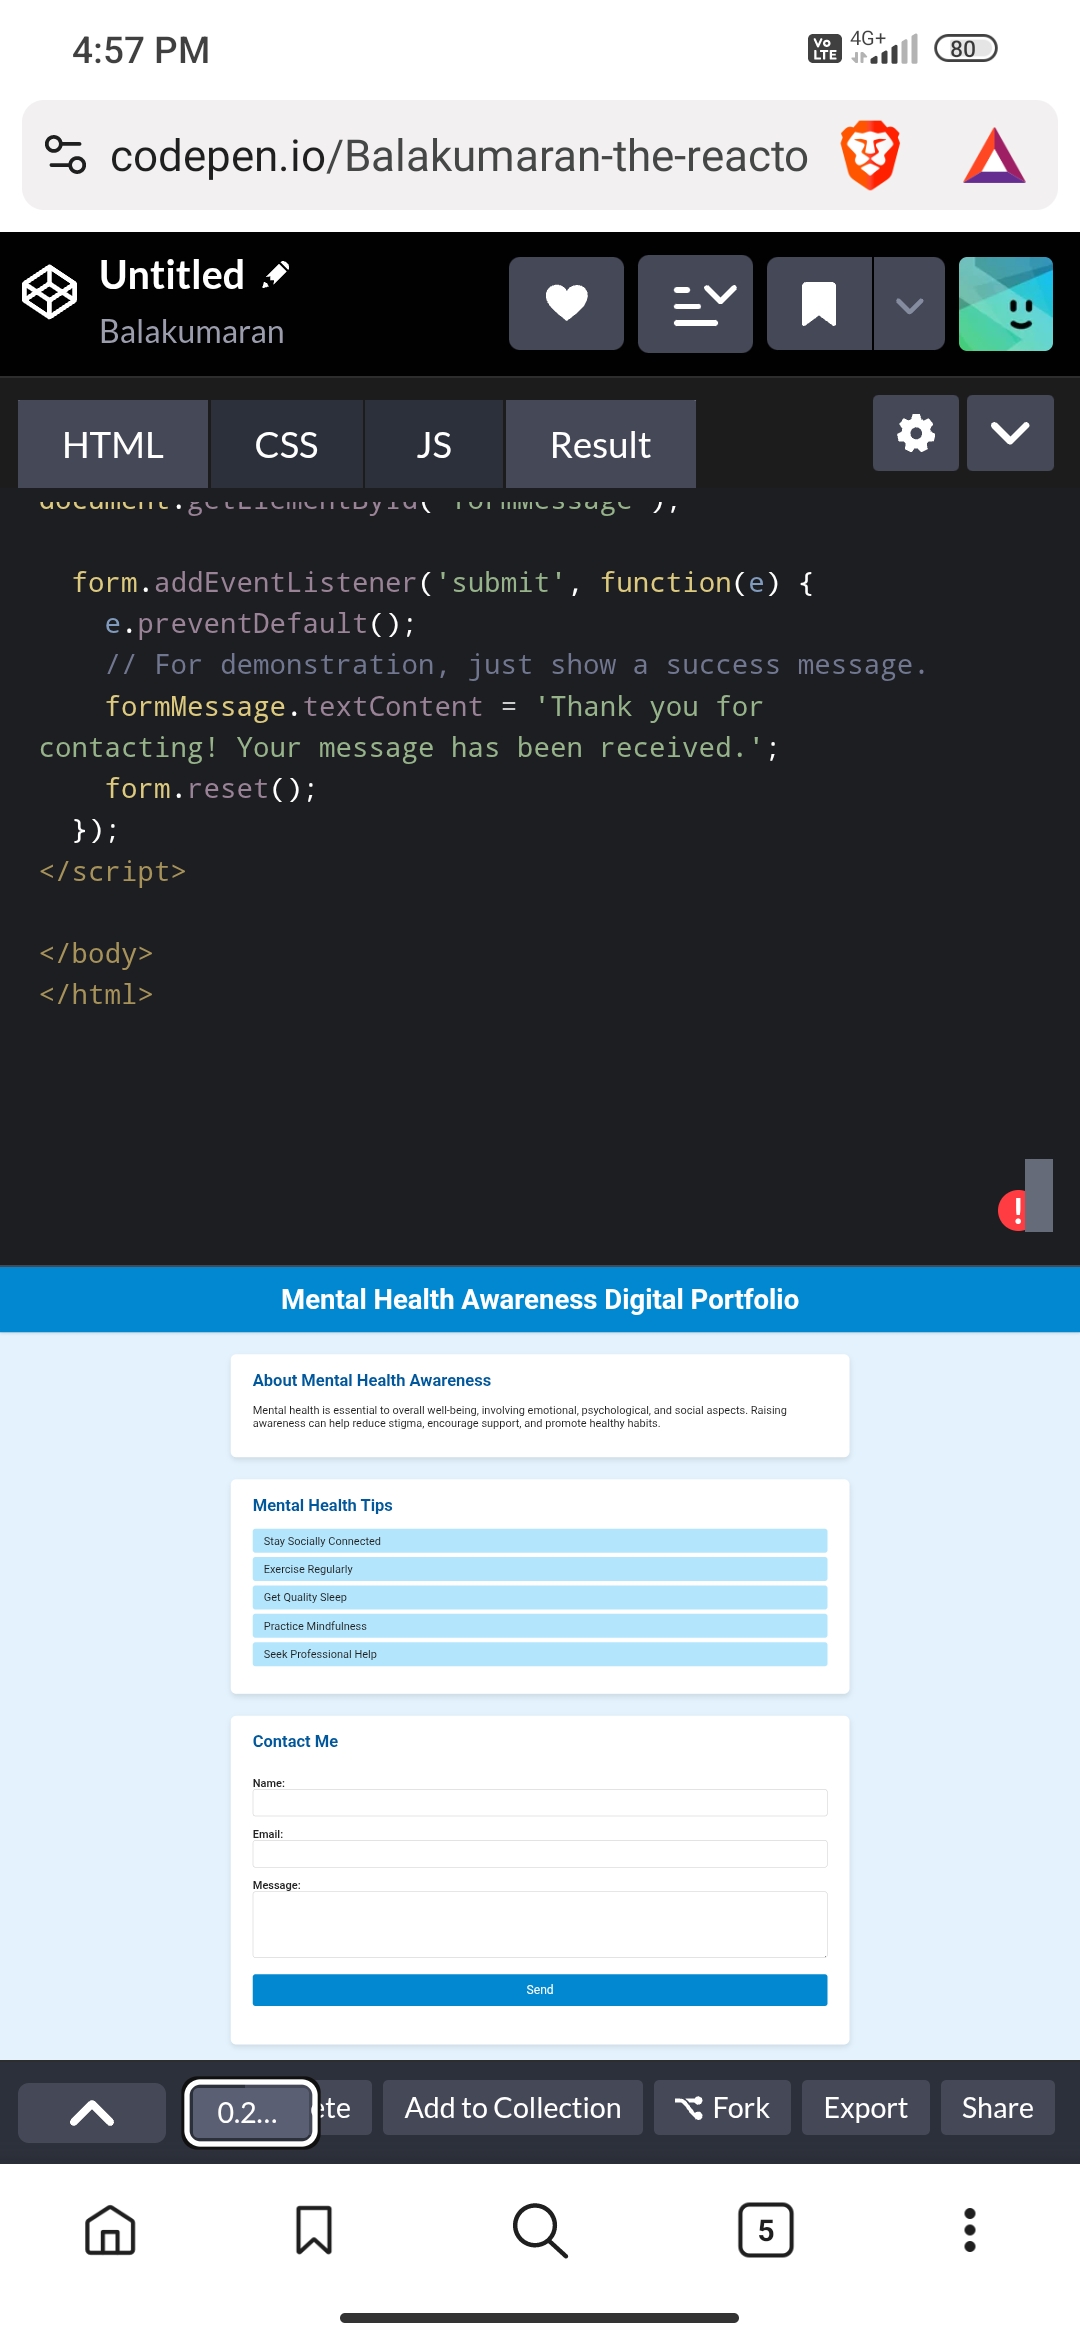 4:57 PM
Vo LTE 4G+ 80
codepen.io/Balakumaran-the-reacto
Untitled
Balakumaran
HTML CSS JS Result
document.getElementById('formMessage');
form.addEventListener('submit', function(e) {
e.preventDefault();
// For demonstration, just show a success message.
formMessage.textContent = 'Thank you for
contacting! Your message has been received.';
form.reset();
});
</script>
</body>
</html>
!
Mental Health Awareness Digital Portfolio
About Mental Health Awareness
Mental health is essential to overall well-being, involving emotional, psychological, and social aspects. Raising
awareness can help reduce stigma, encourage support, and promote healthy habits.
Mental Health Tips
Stay Socially Connected
Exercise Regularly
Get Quality Sleep
Practice Mindfulness
Seek Professional Help
Contact Me
Name:
Email:
Message:
Send
0.2... ete Add to Collection Fork Export Share
5